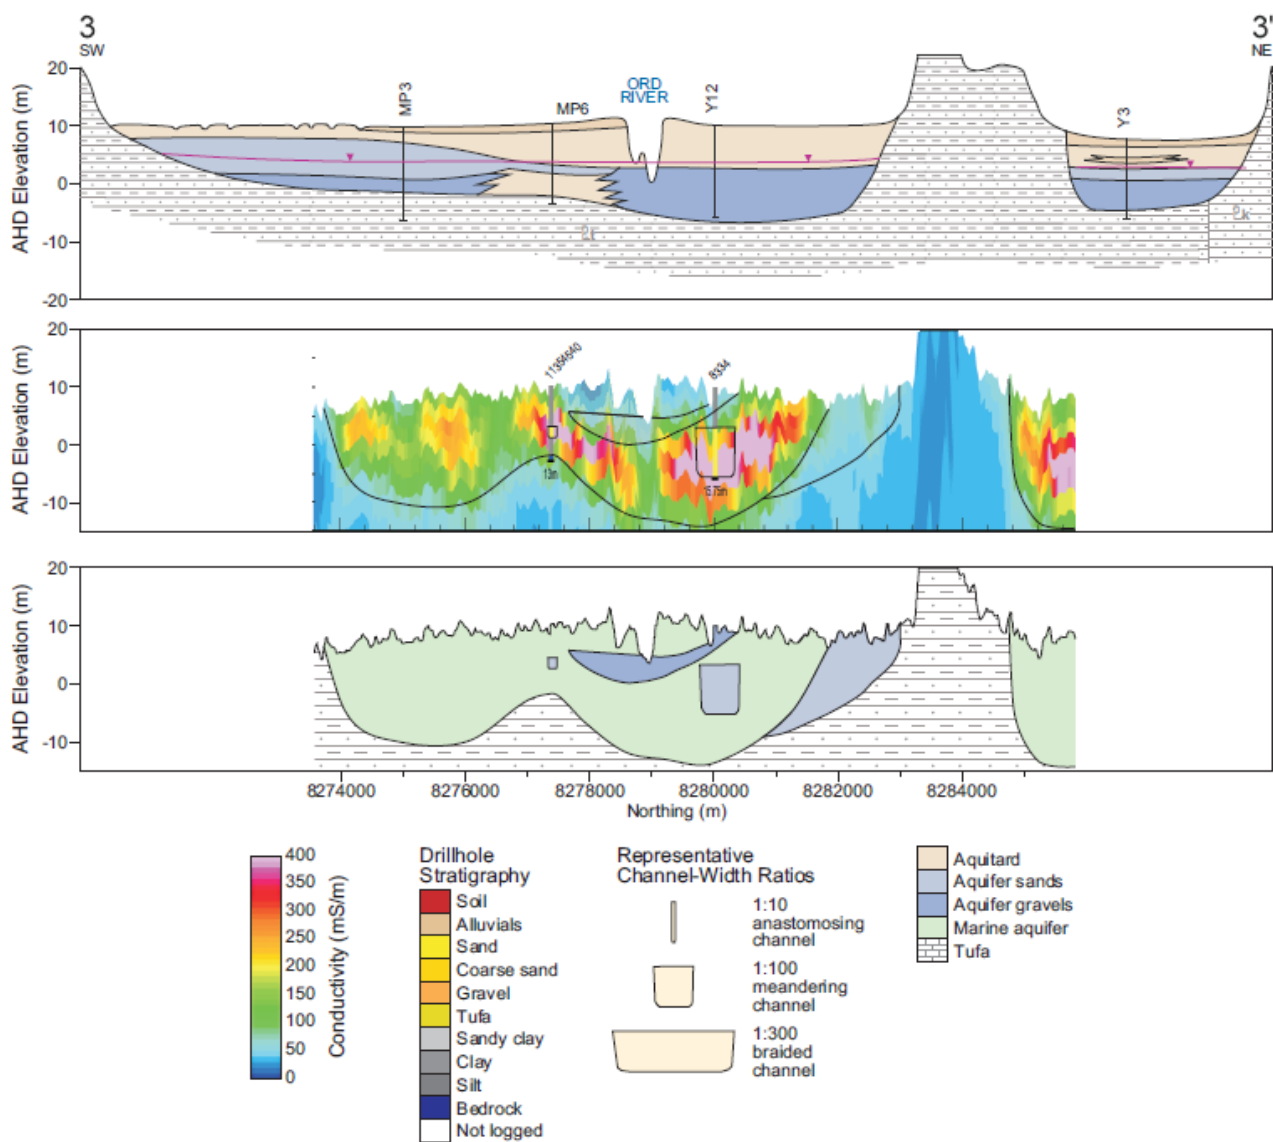 3
SW
3'
NE
ORD
RIVER
MP3
MP6
Y12
Y3
AHD Elevation (m)
20
10
0
-10
-20
AHD Elevation (m)
20
10
0
-10
11354640
8334
13m
15.75m
AHD Elevation (m)
20
10
0
-10
8274000 8276000 8278000 8280000 8282000 8284000
Northing (m)
400
350
300
250
200
150
100
50
0
Conductivity (mS/m)
Drillhole
Stratigraphy
Soil
Alluvials
Sand
Coarse sand
Gravel
Tufa
Sandy clay
Clay
Silt
Bedrock
Not logged
Representative
Channel-Width Ratios
1:10
anastomosing
channel
1:100
meandering
channel
1:300
braided
channel
Aquitard
Aquifer sands
Aquifer gravels
Marine aquifer
Tufa